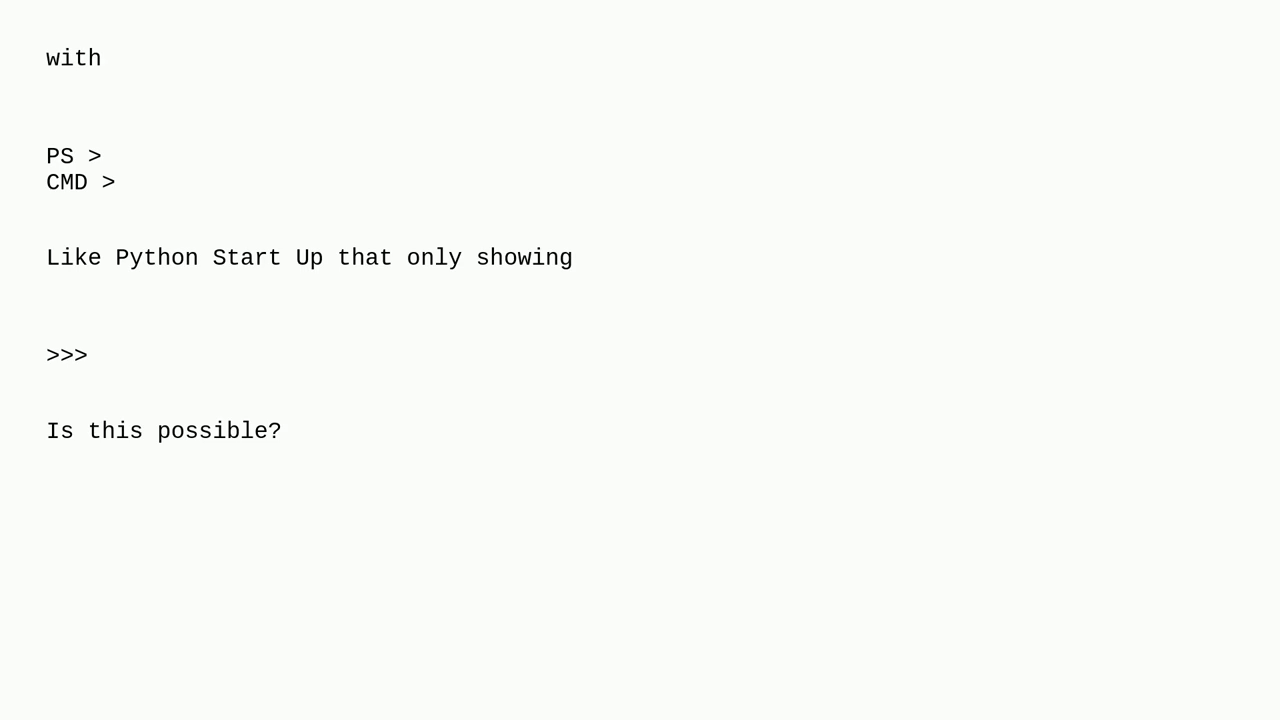 with
PS >
CMD >
Like Python Start Up that only showing
>>>
Is this possible?